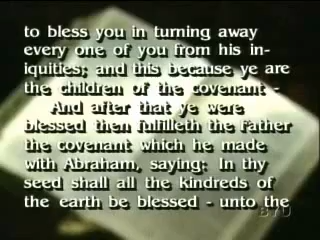 to bless you in turning away
every one of you from his in-
iquities; and this because ye are
the children of the covenant -
And after that ye were
blessed then fulfilleth the Father
the covenant which he made
with Abraham, saying: In thy
seed shall all the kindreds of
the earth be blessed - unto the
BYU